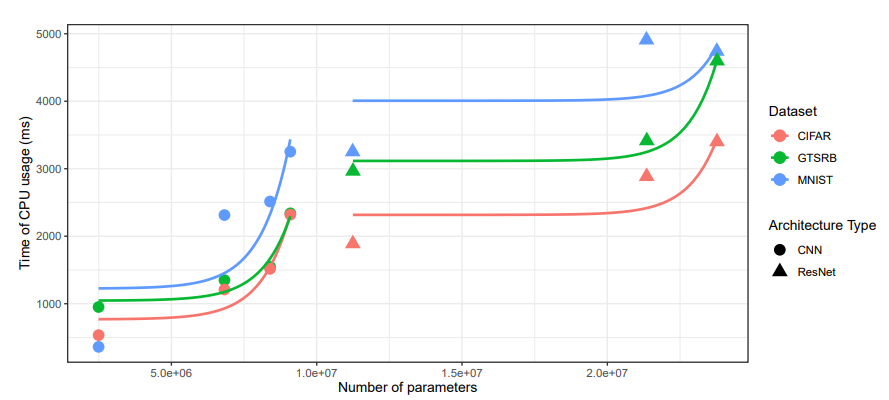 5000
4000
3000
2000
1000
Time of CPU usage (ms)
5.0e+06 1.0e+07 1.5e+07 2.0e+07
Number of parameters
Dataset
CIFAR
GTSRB
MNIST
Architecture Type
CNN
ResNet